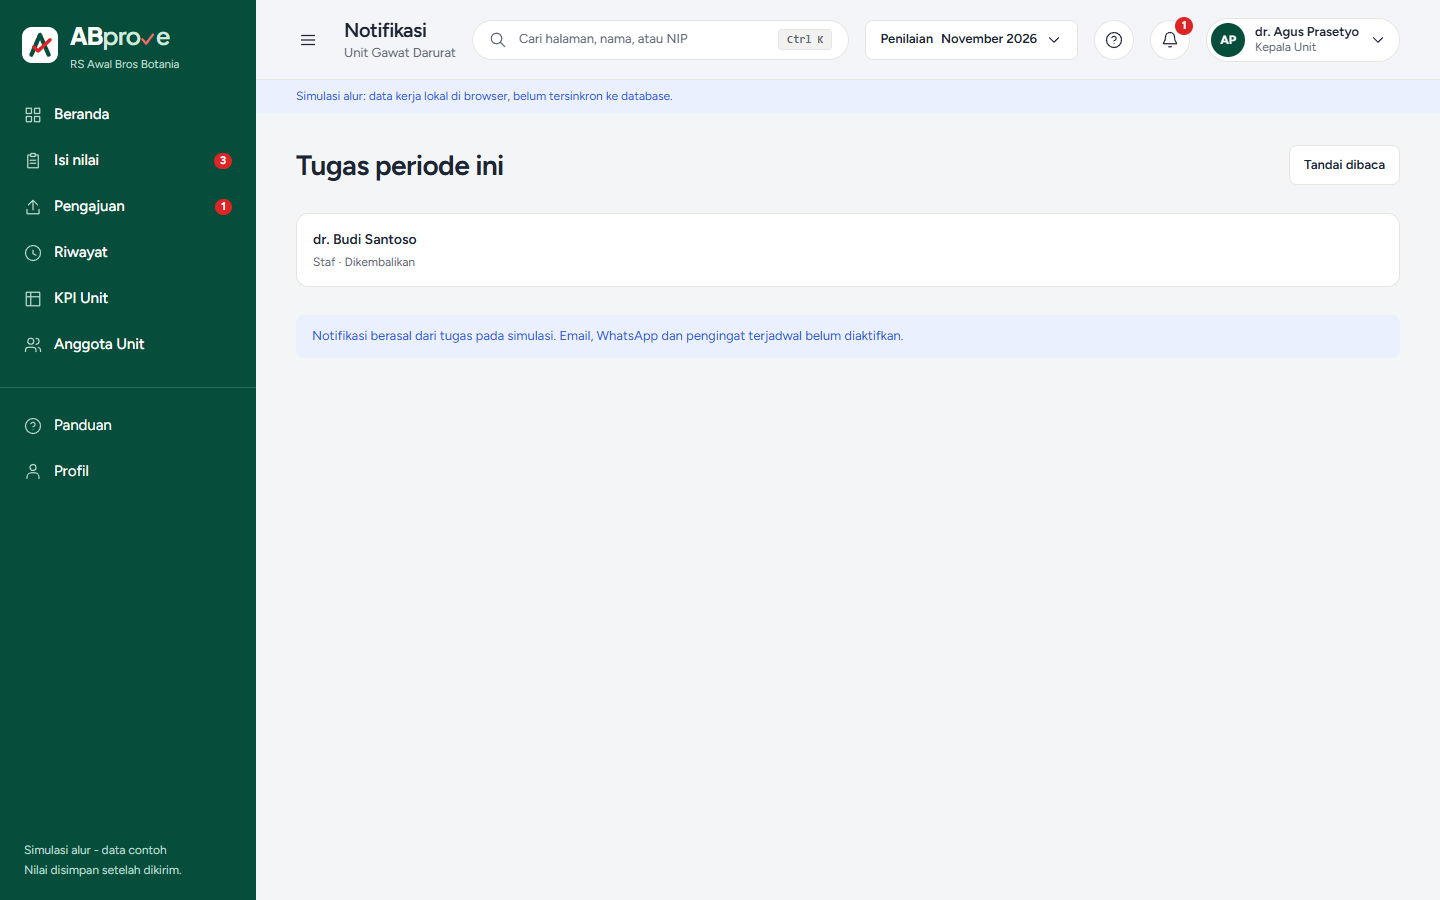 ABprove
RS Awal Bros Botania
Beranda
Isi nilai 3
Pengajuan 1
Riwayat
KPI Unit
Anggota Unit
Panduan
Profil
Simulasi alur - data contoh
Nilai disimpan setelah dikirim.
Notifikasi
Unit Gawat Darurat
Cari halaman, nama, atau NIP Ctrl K
Penilaian November 2026
1
AP
dr. Agus Prasetyo
Kepala Unit
Simulasi alur: data kerja lokal di browser, belum tersinkron ke database.
Tugas periode ini
Tandai dibaca
dr. Budi Santoso
Staf · Dikembalikan
Notifikasi berasal dari tugas pada simulasi. Email, WhatsApp dan pengingat terjadwal belum diaktifkan.